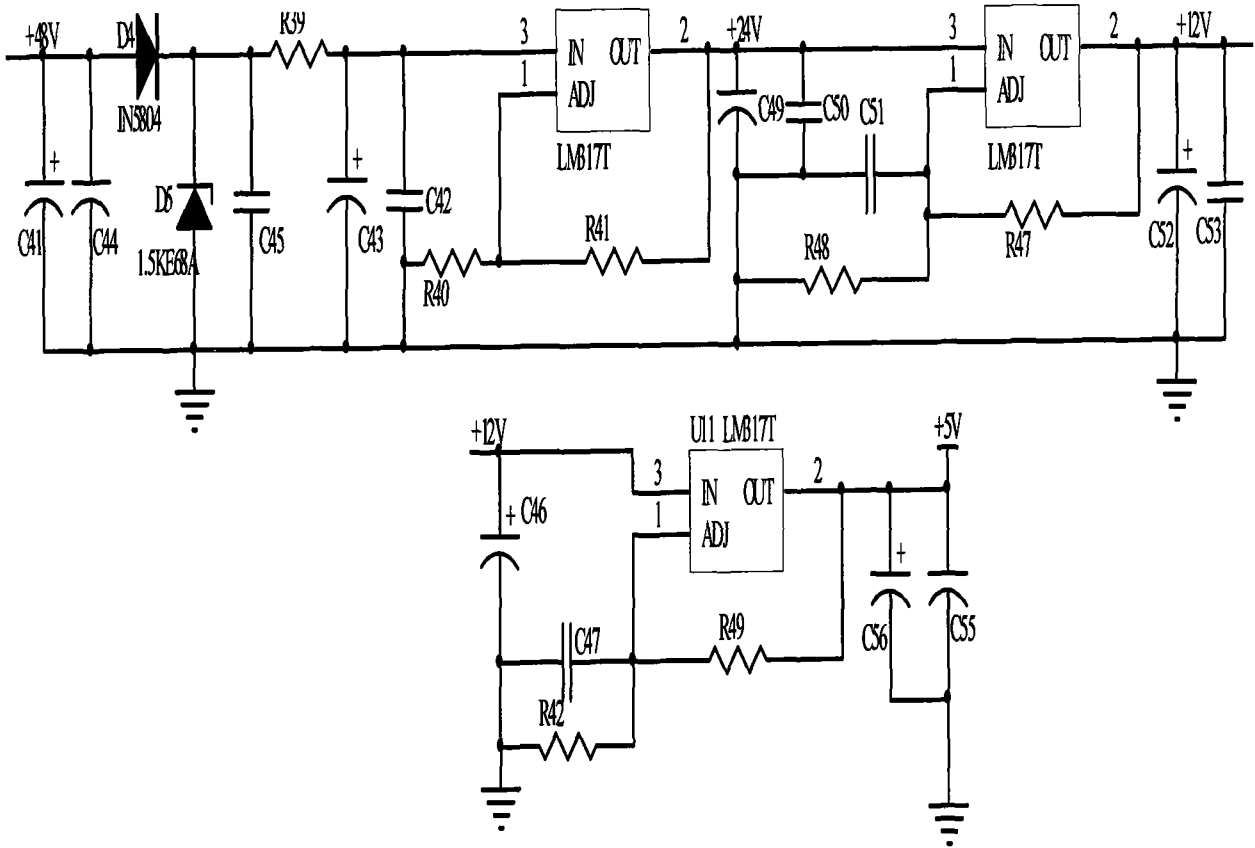 +48V
D4
R39
3
IN OUT
2
+24V
3
IN OUT
2
+12V
1
ADJ
1
ADJ
IN5804
C49
C50
C51
LM317T
LM317T
+
+
D5
C42
C41
C44
C45
C43
R41
R48
R47
C52
C53
1.5KE68A
R40
+12V
U11 LM317T
+5V
3
IN OUT
2
+ C46
1
ADJ
+
C47
R49
C56
C55
R42